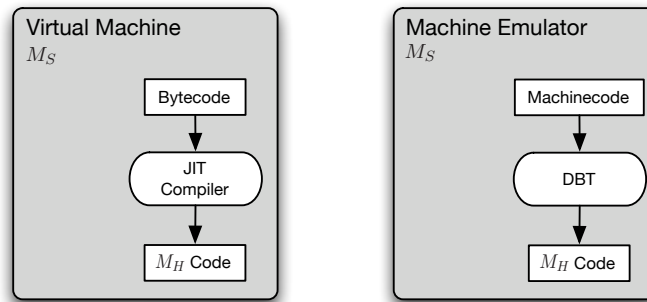 Virtual Machine
M_S
Bytecode
JIT
Compiler
M_H Code
Machine Emulator
M_S
Machinecode
DBT
M_H Code